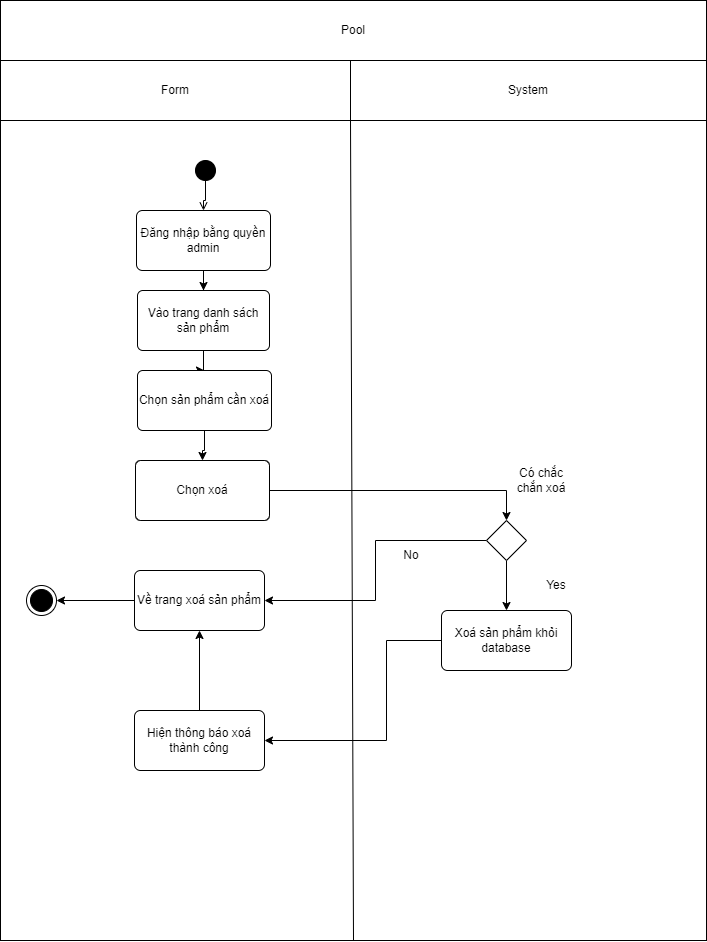 Pool
Form
System
Đăng nhập bằng quyền
admin
Vào trang danh sách
sản phẩm
Chọn sản phẩm cần xoá
Chọn xoá
Có chắc
chắn xoá
No
Yes
Về trang xoá sản phẩm
Xoá sản phẩm khỏi
database
Hiện thông báo xoá
thành công